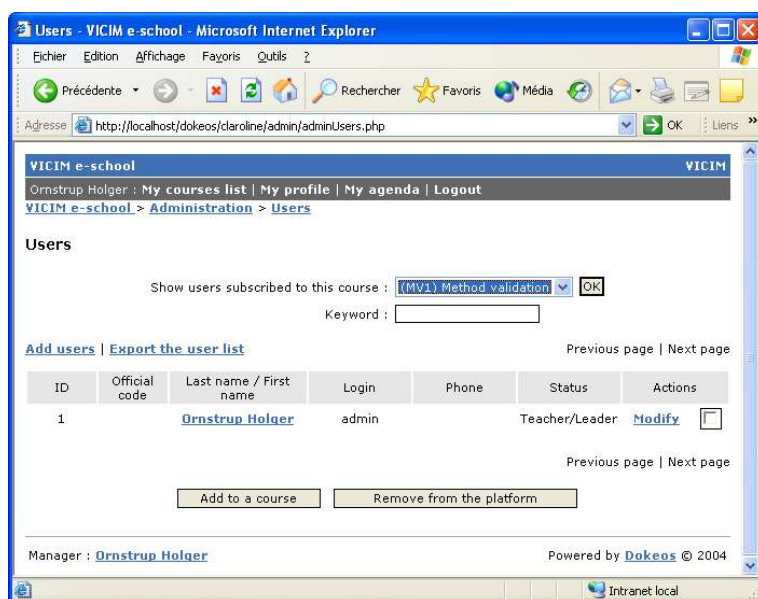 Users - VICIM e-school - Microsoft Internet Explorer
Fichier Edition Affichage Favoris Outils ?
Précédente Rechercher Favoris Média
Adresse http://localhost/dokeos/claroline/admin/adminUsers.php OK Liens »
VICIM e-school VICIM
Ornstrup Holger : My courses list | My profile | My agenda | Logout
VICIM e-school > Administration > Users
Users
Show users subscribed to this course : (MV1) Method validation OK
Keyword :
Add users | Export the user list Previous page | Next page
ID Official code Last name / First name Login Phone Status Actions
1 Ornstrup Holger admin Teacher/Leader Modify
Previous page | Next page
Add to a course Remove from the platform
Manager : Ornstrup Holger Powered by Dokeos © 2004
Intranet local